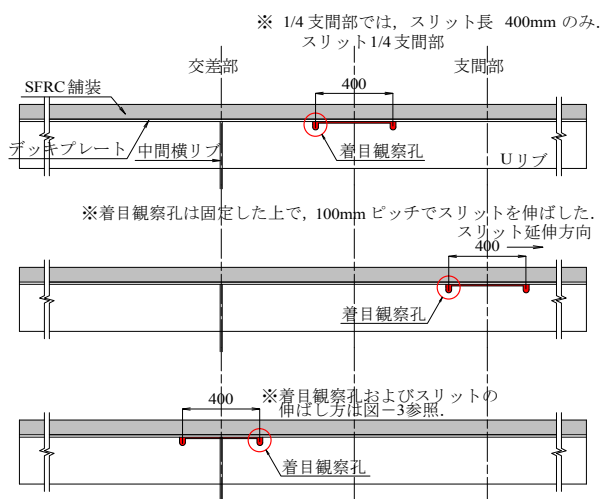 ※ 1/4 支間部では，スリット長 400mm のみ.
スリット1/4 支間部
交差部
支間部
400
SFRC 舗装
デッキプレート
中間横リブ
着目観察孔
Uリブ
※着目観察孔は固定した上で，100mm ピッチでスリットを伸ばした.
スリット延伸方向
400
着目観察孔
400
※着目観察孔およびスリットの
伸ばし方は図－3参照.
着目観察孔